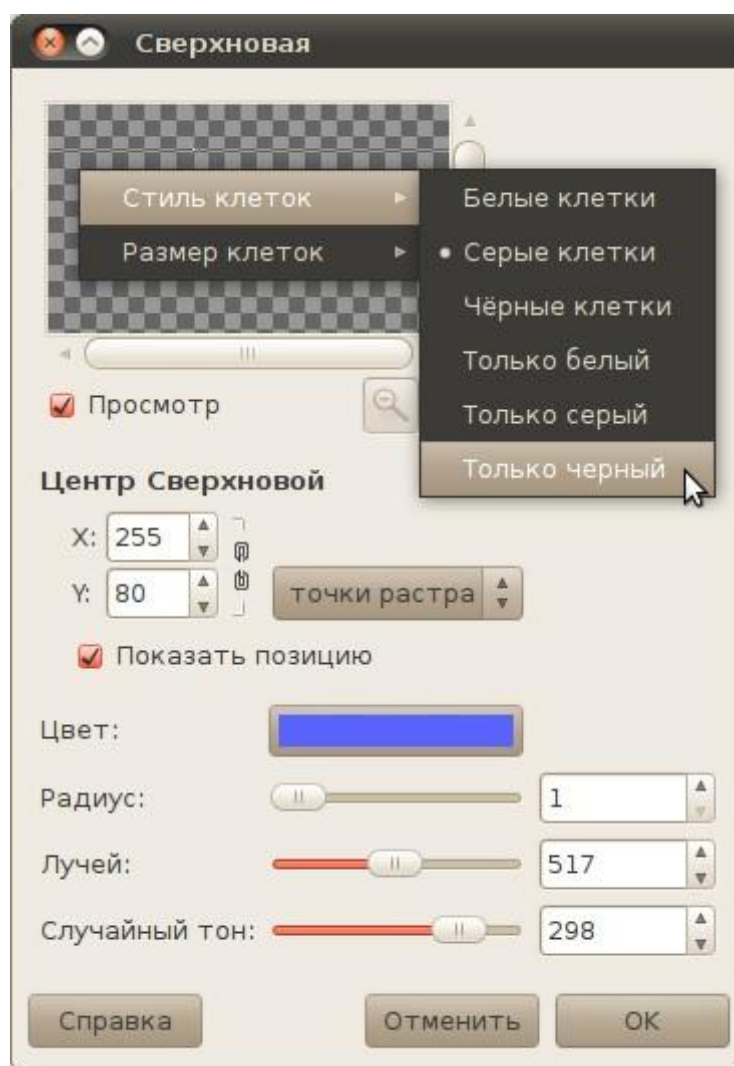 Сверхновая
Стиль клеток
Размер клеток
Белые клетки
Серые клетки
Чёрные клетки
Только белый
Только серый
Только черный
Просмотр
Центр Сверхновой
X: 255
Y: 80
точки растра
Показать позицию
Цвет:
Радиус: 1
Лучей: 517
Случайный тон: 298
Справка
Отменить
OK